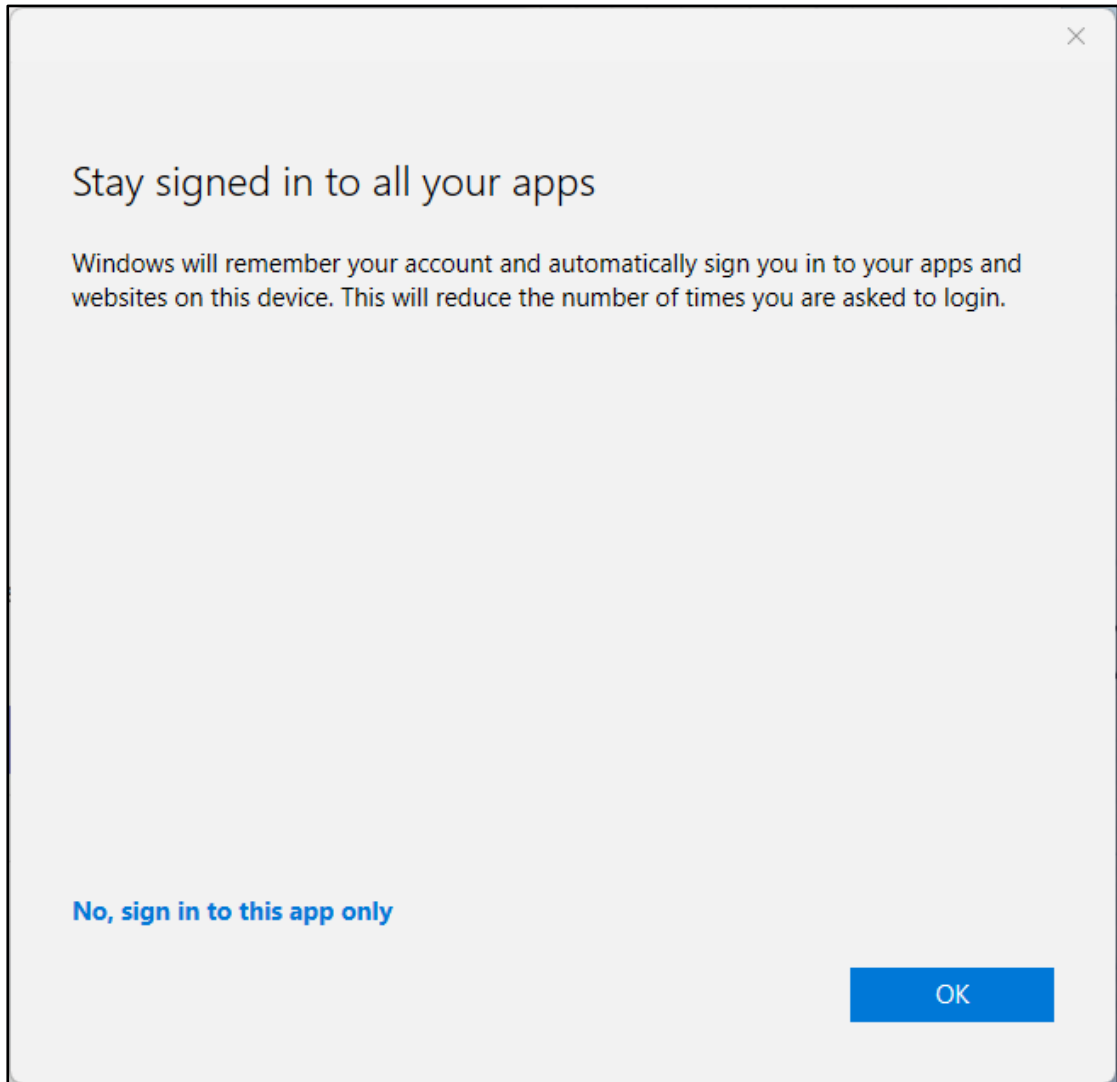 Stay signed in to all your apps
Windows will remember your account and automatically sign you in to your apps and
websites on this device. This will reduce the number of times you are asked to login.
No, sign in to this app only
OK